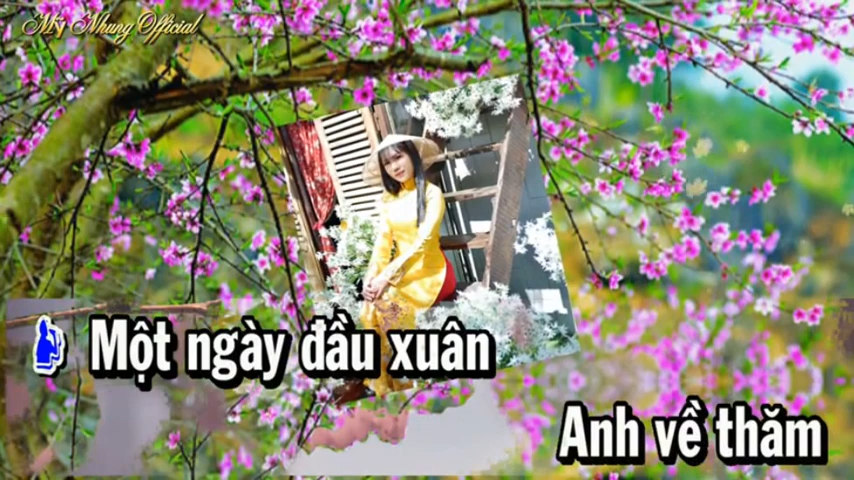 Mỹ Nhung Official
Một ngày đầu xuân
Anh về thăm